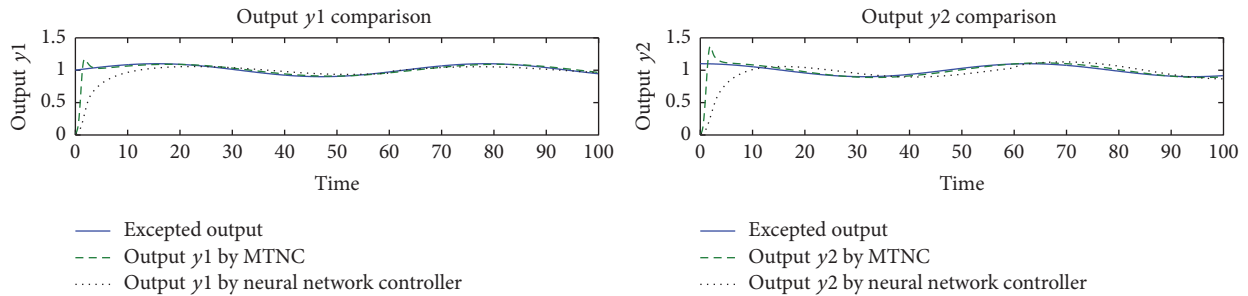 Output y1 comparison
1.5
1
0.5
0
Output y1
0 10 20 30 40 50 60 70 80 90 100
Time
Excepted output
Output y1 by MTNC
Output y1 by neural network controller
Output y2 comparison
1.5
1
0.5
0
Output y2
0 10 20 30 40 50 60 70 80 90 100
Time
Excepted output
Output y2 by MTNC
Output y2 by neural network controller